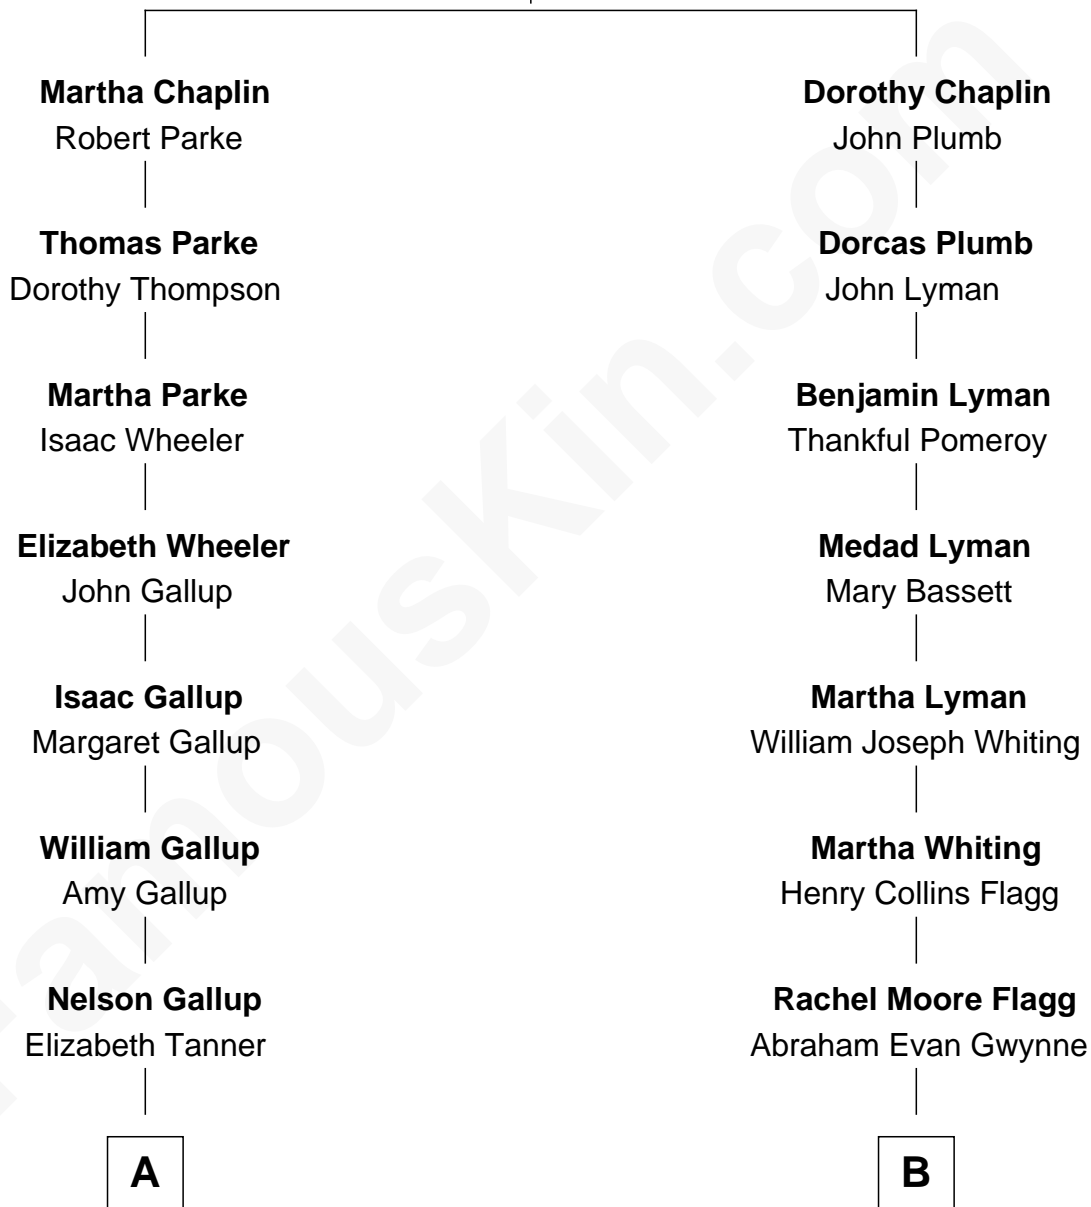 Martha Chaplin
Robert Parke
Thomas Parke
Dorothy Thompson
Martha Parke
Isaac Wheeler
Elizabeth Wheeler
John Gallup
Isaac Gallup
Margaret Gallup
William Gallup
Amy Gallup
Nelson Gallup
Elizabeth Tanner
A
Dorothy Chaplin
John Plumb
Dorcas Plumb
John Lyman
Benjamin Lyman
Thankful Pomeroy
Medad Lyman
Mary Bassett
Martha Lyman
William Joseph Whiting
Martha Whiting
Henry Collins Flagg
Rachel Moore Flagg
Abraham Evan Gwynne
B
FamousKin.com